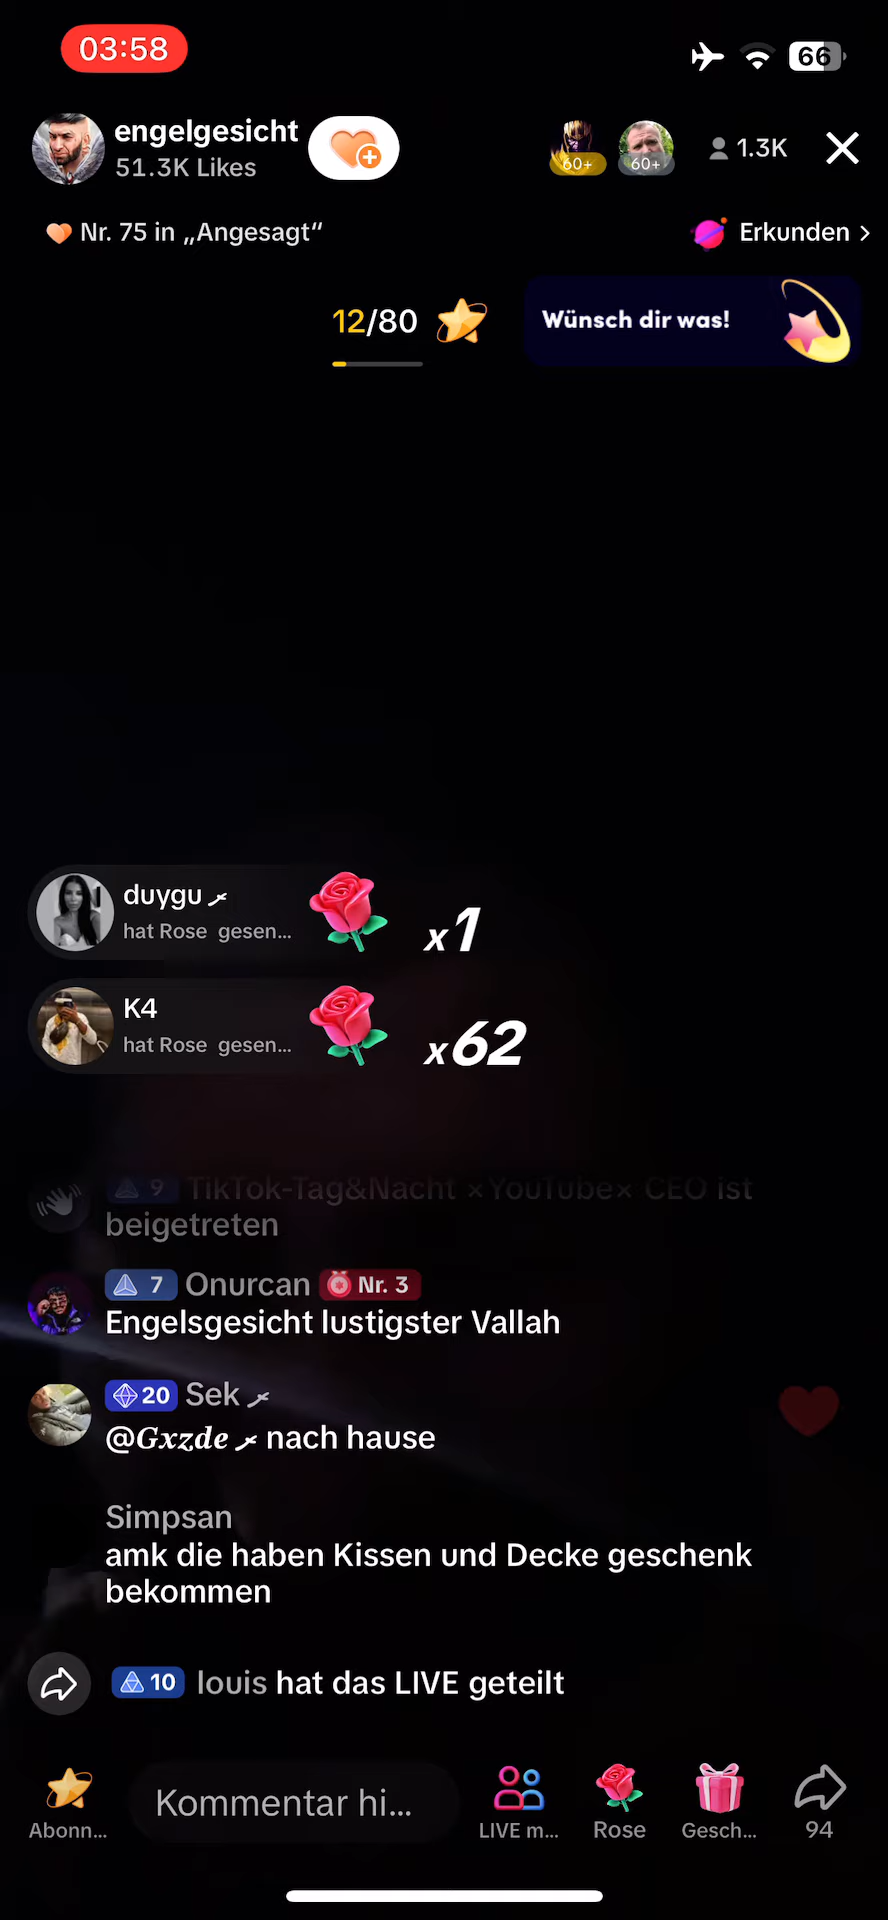 03:58
66
engelgesicht
51.3K Likes
60+
60+
1.3K
Nr. 75 in „Angesagt“
Erkunden >
12/80
Wünsch dir was!
duygu
hat Rose gesen...
x1
K4
hat Rose gesen...
x62
9 TikTok-Tag&Nacht ×YouTube× CEO ist
beigetreten
7 Onurcan Nr. 3
Engelsgesicht lustigster Vallah
20 Sek
@Gxzde nach hause
Simpsan
amk die haben Kissen und Decke geschenk
bekommen
10 louis hat das LIVE geteilt
Kommentar hi...
Abonn...
LIVE m...
Rose
Gesch...
94